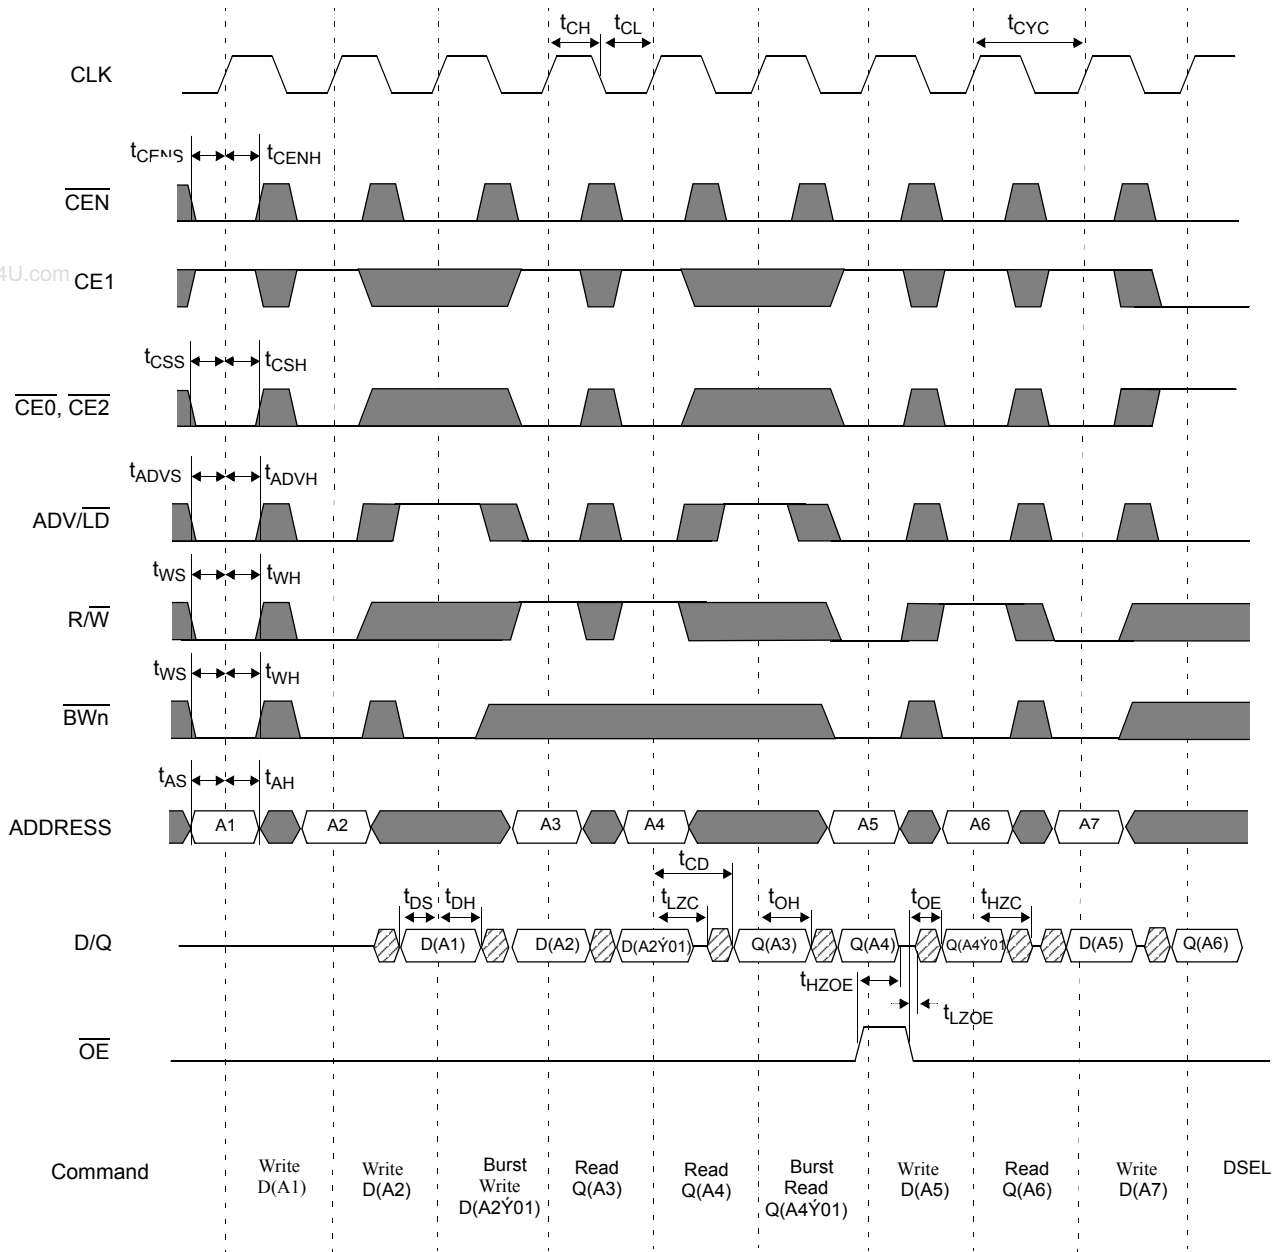 tCH tCL tCYC
CLK
tCENS tCENH
CEN
4U.com
CE1
tCSS tCSH
CE0, CE2
tADVS tADVH
ADV/LD
tWS tWH
R/W
tWS tWH
BWn
tAS tAH
ADDRESS A1 A2 A3 A4 A5 A6 A7
tCD
tDS tDH tLZC tOH tOE tHZC
D/Q D(A1) D(A2) D(A2Ý01) Q(A3) Q(A4) Q(A4Ý01 D(A5) Q(A6)
tHZOE
tLZOE
OE
Command
Write
D(A1)
Write
D(A2)
Burst
Write
D(A2Ý01)
Read
Q(A3)
Read
Q(A4)
Burst
Read
Q(A4Ý01)
Write
D(A5)
Read
Q(A6)
Write
D(A7)
DSEL